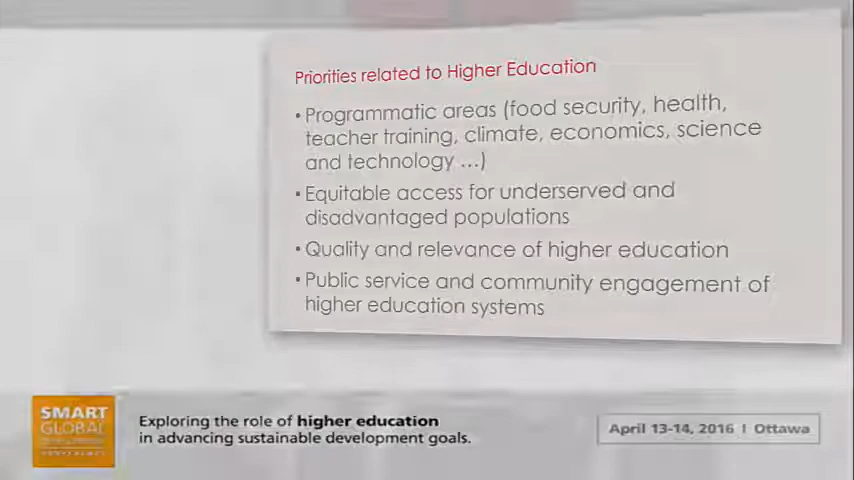 Priorities related to Higher Education
• Programmatic areas (food security, health,
teacher training, climate, economics, science
and technology ...)
• Equitable access for underserved and
disadvantaged populations
• Quality and relevance of higher education
• Public service and community engagement of
higher education systems
SMART
GLOBAL
DEVELOPMENT
CONFERENCE
Exploring the role of higher education
in advancing sustainable development goals.
April 13-14, 2016 | Ottawa